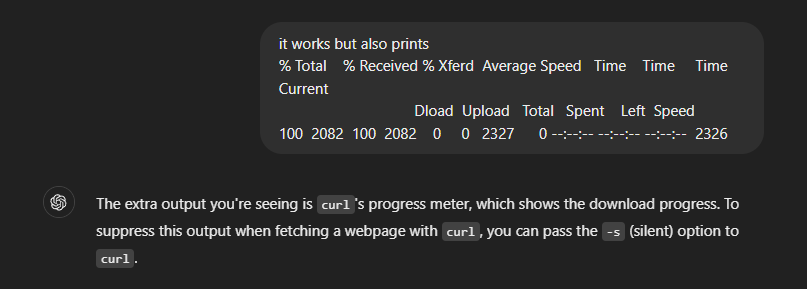 it works but also prints
% Total % Received % Xferd Average Speed Time Time Time
Current
Dload Upload Total Spent Left Speed
100 2082 100 2082 0 0 2327 0 --:--:-- --:--:-- --:--:-- 2326
The extra output you're seeing is curl's progress meter, which shows the download progress. To
suppress this output when fetching a webpage with curl, you can pass the -s (silent) option to
curl.